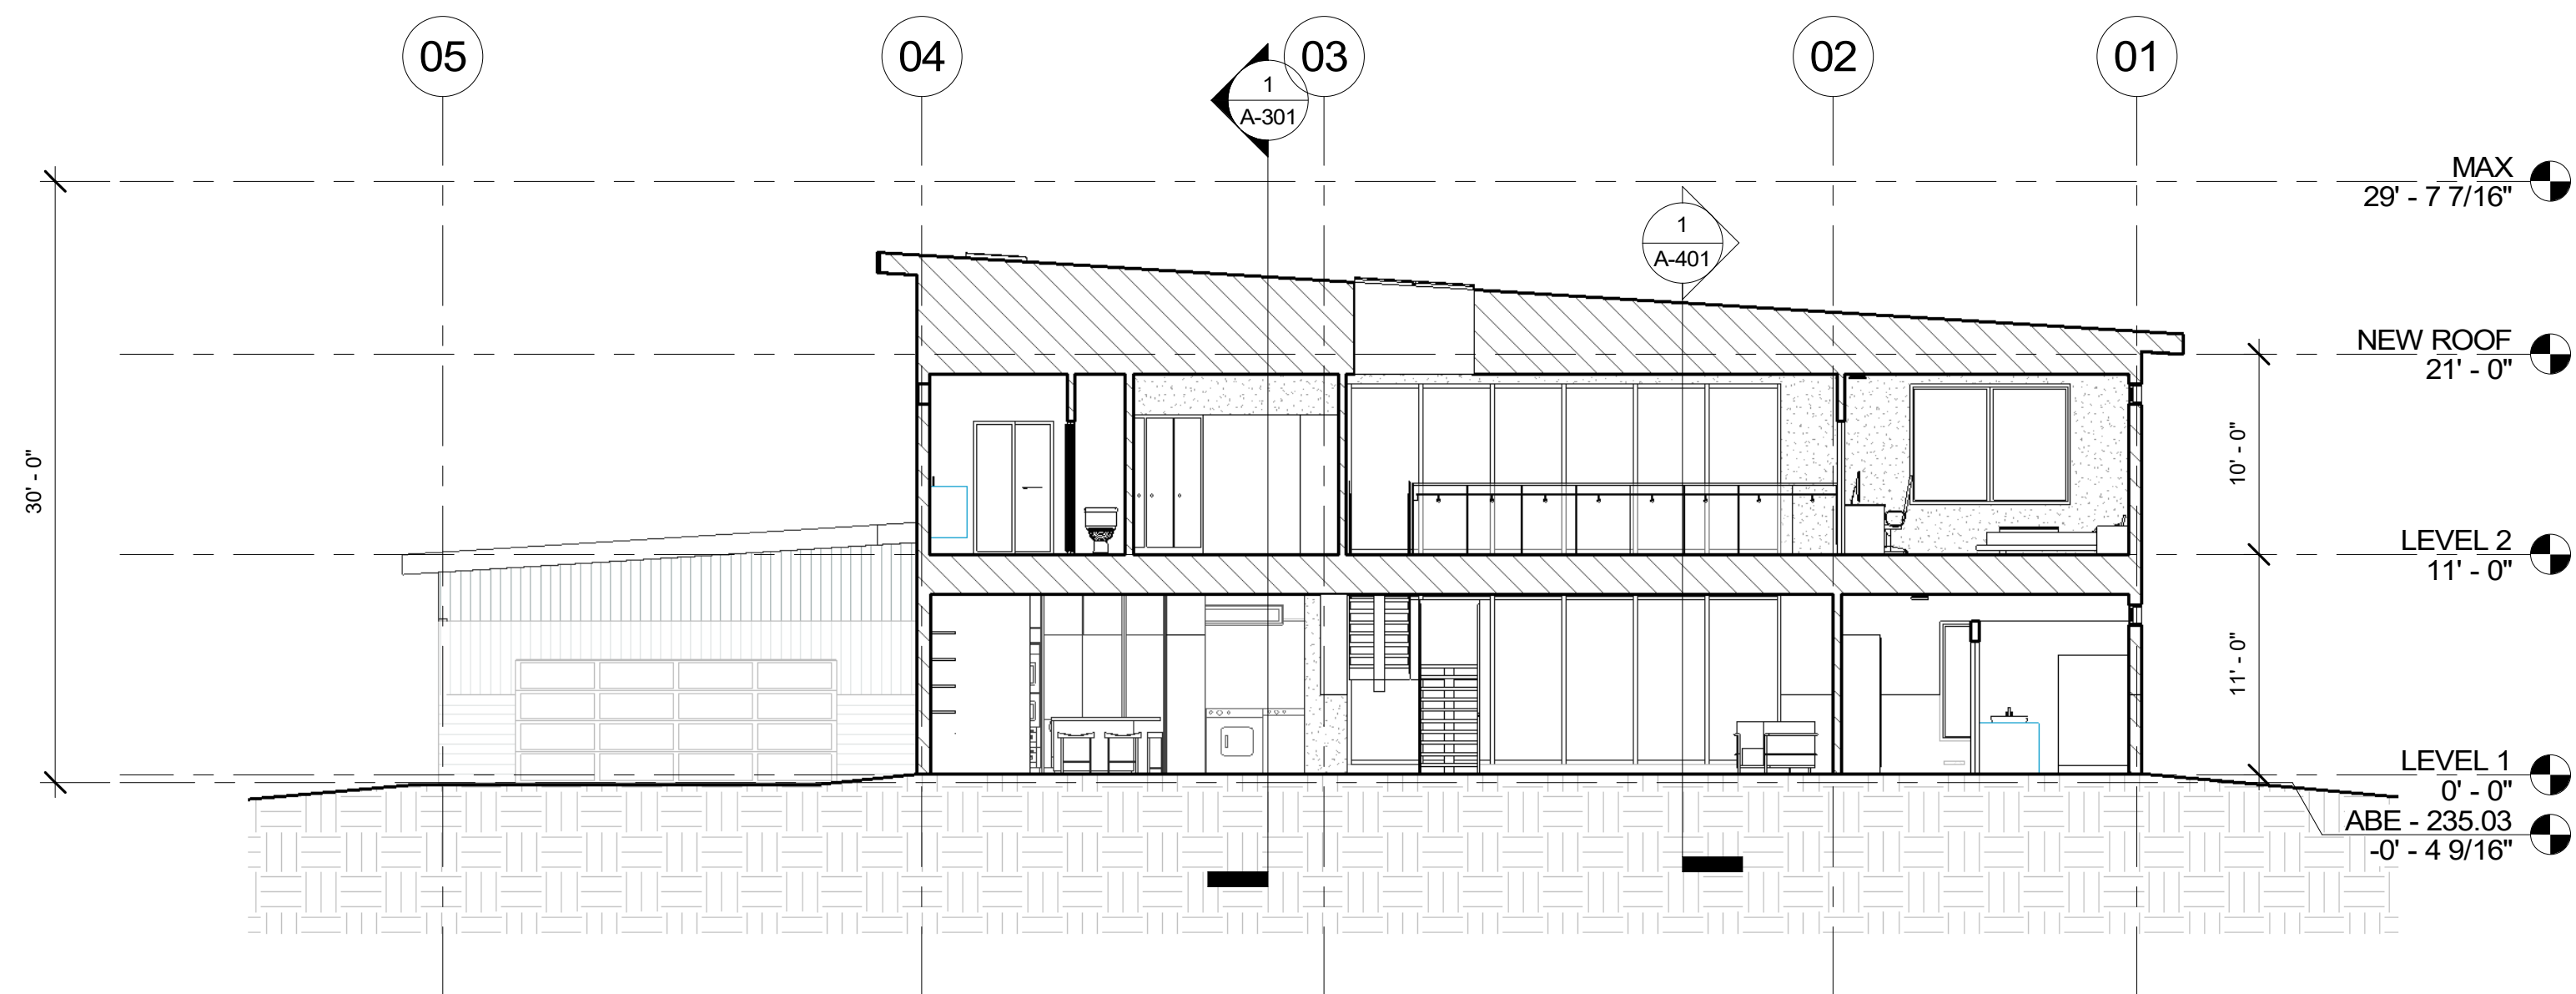 05
04
03
02
01
1
A-301
1
A-401
MAX
29' - 7 7/16"
NEW ROOF
21' - 0"
LEVEL 2
11' - 0"
LEVEL 1
0' - 0"
ABE - 235.03
-0' - 4 9/16"
30' - 0"
10' - 0"
11' - 0"